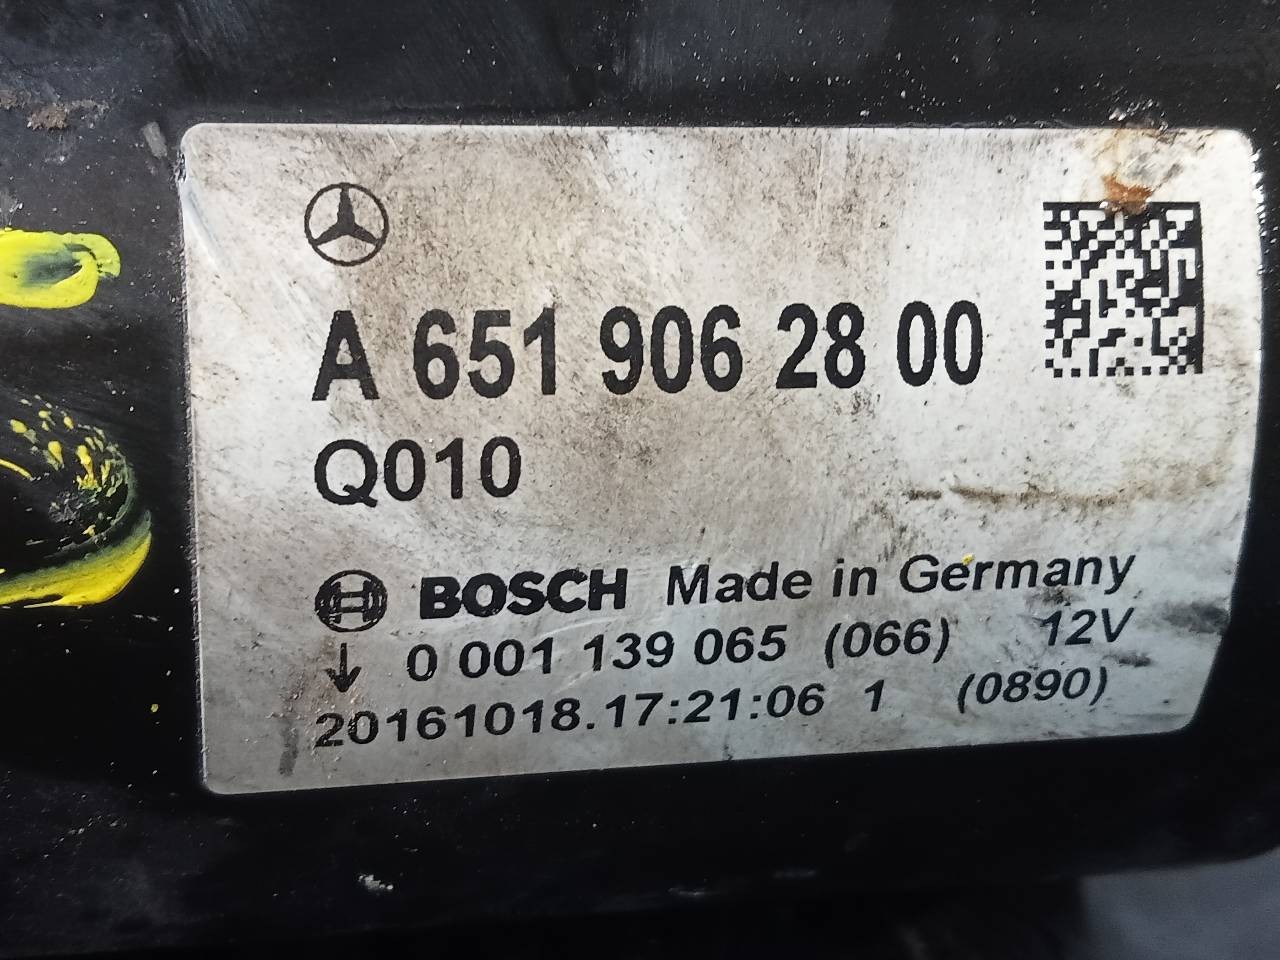 A 651 906 28 00
Q010
BOSCH Made in Germany
↓ 0 001 139 065 (066) 12V
20161018.17:21:06 1 (0890)